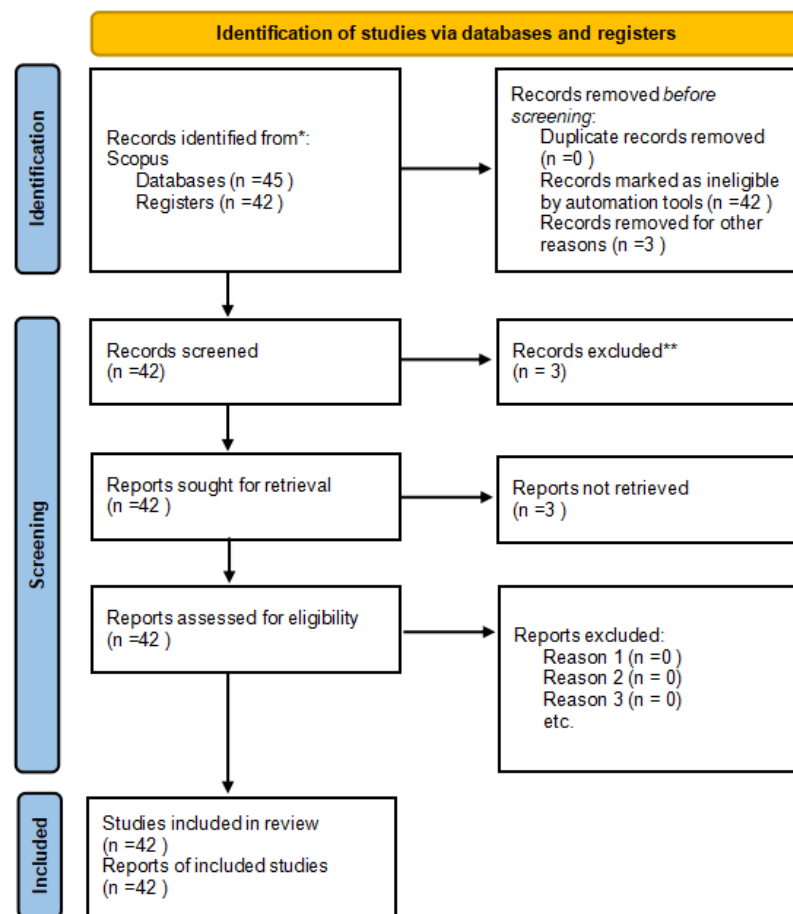 Identification of studies via databases and registers
Identification
Records identified from*:
Scopus
Databases (n =45 )
Registers (n =42 )
Records removed before
screening:
Duplicate records removed
(n =0 )
Records marked as ineligible
by automation tools (n =42 )
Records removed for other
reasons (n =3 )
Screening
Records screened
(n =42)
Records excluded**
(n = 3)
Reports sought for retrieval
(n =42 )
Reports not retrieved
(n =3 )
Reports assessed for eligibility
(n =42 )
Reports excluded:
Reason 1 (n =0 )
Reason 2 (n = 0)
Reason 3 (n = 0)
etc.
Included
Studies included in review
(n =42 )
Reports of included studies
(n =42 )